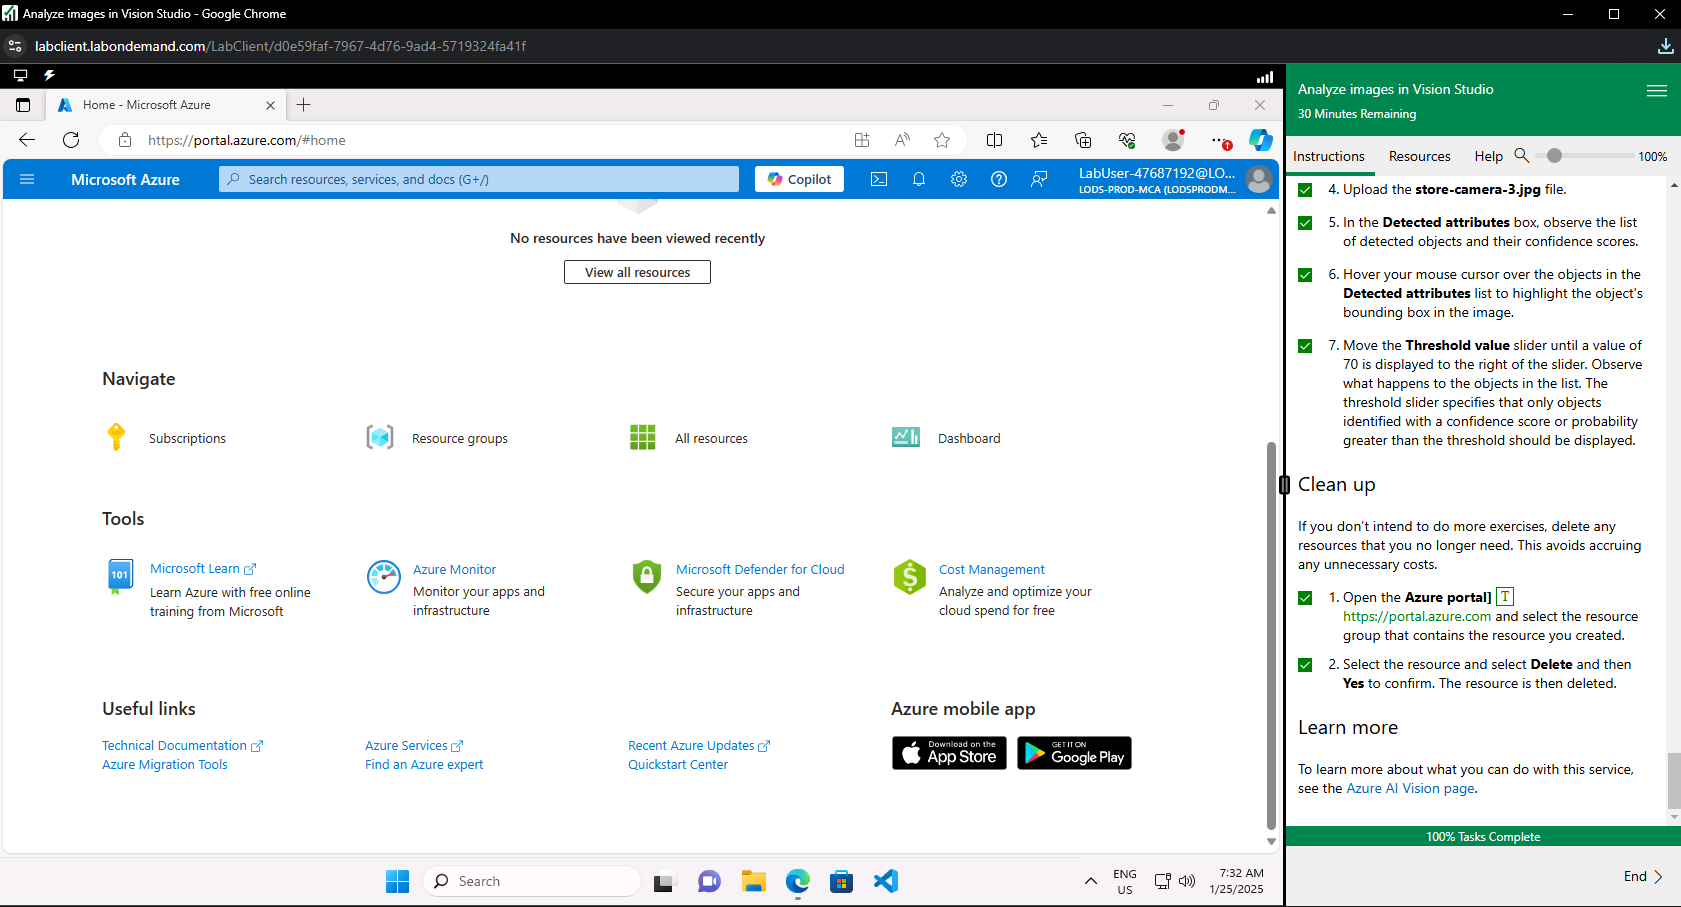 Analyze images in Vision Studio - Google Chrome
labclient.labondemand.com/LabClient/d0e59faf-7967-4d76-9ad4-5719324fa41f
Home - Microsoft Azure
https://portal.azure.com/#home
Microsoft Azure
Search resources, services, and docs (G+/)
Copilot
LabUser-47687192@LO...
LODS-PROD-MCA (LODSPRODM...
No resources have been viewed recently
View all resources
Navigate
Subscriptions
Resource groups
All resources
Dashboard
Tools
101
Microsoft Learn
Learn Azure with free online
training from Microsoft
Azure Monitor
Monitor your apps and
infrastructure
Microsoft Defender for Cloud
Secure your apps and
infrastructure
$
Cost Management
Analyze and optimize your
cloud spend for free
Useful links
Technical Documentation
Azure Migration Tools
Azure Services
Find an Azure expert
Recent Azure Updates
Quickstart Center
Azure mobile app
Download on the
App Store
GET IT ON
Google Play
Search
ENG
US
7:32 AM
1/25/2025
Analyze images in Vision Studio
30 Minutes Remaining
Instructions
Resources
Help
100%
4. Upload the store-camera-3.jpg file.
5. In the Detected attributes box, observe the list
of detected objects and their confidence scores.
6. Hover your mouse cursor over the objects in the
Detected attributes list to highlight the object's
bounding box in the image.
7. Move the Threshold value slider until a value of
70 is displayed to the right of the slider. Observe
what happens to the objects in the list. The
threshold slider specifies that only objects
identified with a confidence score or probability
greater than the threshold should be displayed.
Clean up
If you don’t intend to do more exercises, delete any
resources that you no longer need. This avoids accruing
any unnecessary costs.
1. Open the Azure portal] T
https://portal.azure.com and select the resource
group that contains the resource you created.
2. Select the resource and select Delete and then
Yes to confirm. The resource is then deleted.
Learn more
To learn more about what you can do with this service,
see the Azure AI Vision page.
100% Tasks Complete
End